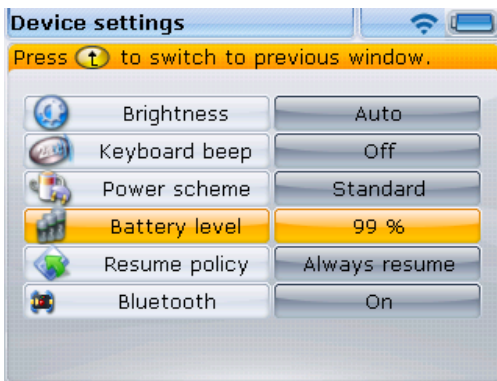 Device settings
Press to switch to previous window.
Brightness Auto
Keyboard beep Off
Power scheme Standard
Battery level 99 %
Resume policy Always resume
Bluetooth On